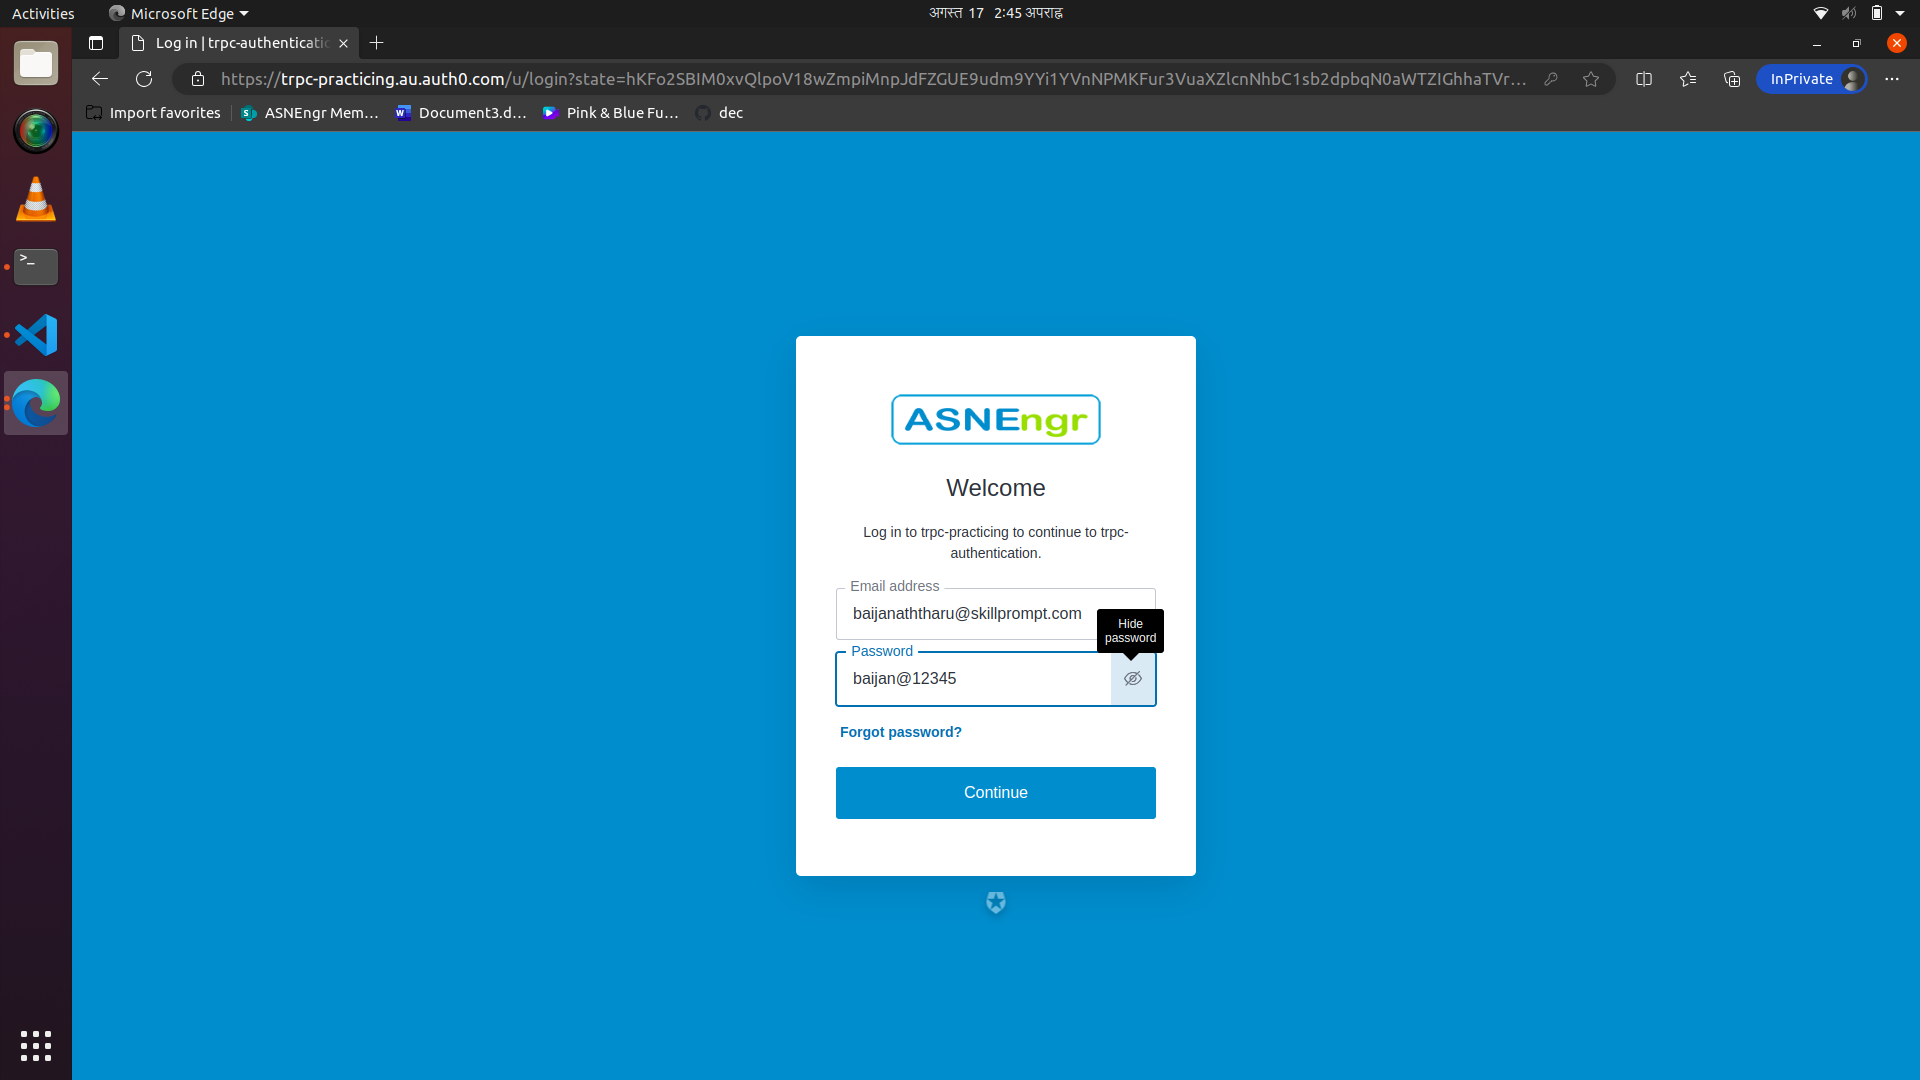 Activities
Microsoft Edge
अगस्त 17 2:45 अपराह्न
Log in | trpc-authenticatio
https://trpc-practicing.au.auth0.com/u/login?state=hKFo2SBIM0xvQlpoV18wZmpiMnpJdFZGUE9udm9YYi1YVnNPMKFur3VuaXZlcnNhbC1sb2dpbqN0aWTZIGhhaTVr...
InPrivate
Import favorites
ASNEngr Mem...
Document3.d...
Pink & Blue Fu...
dec
ASNEngr
Welcome
Log in to trpc-practicing to continue to trpc-
authentication.
Email address
baijanaththaru@skillprompt.com
Hide
password
Password
baijan@12345
Forgot password?
Continue